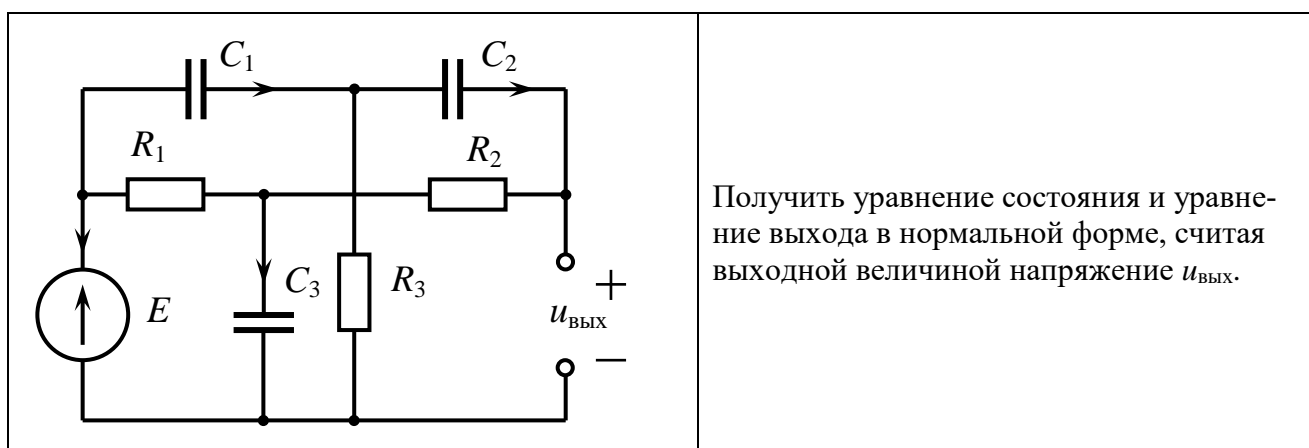 C₁ C₂
R₁ R₂
E C₃ R₃ +
uвых
−
Получить уравнение состояния и уравне-
ние выхода в нормальной форме, считая
выходной величиной напряжение uвых.